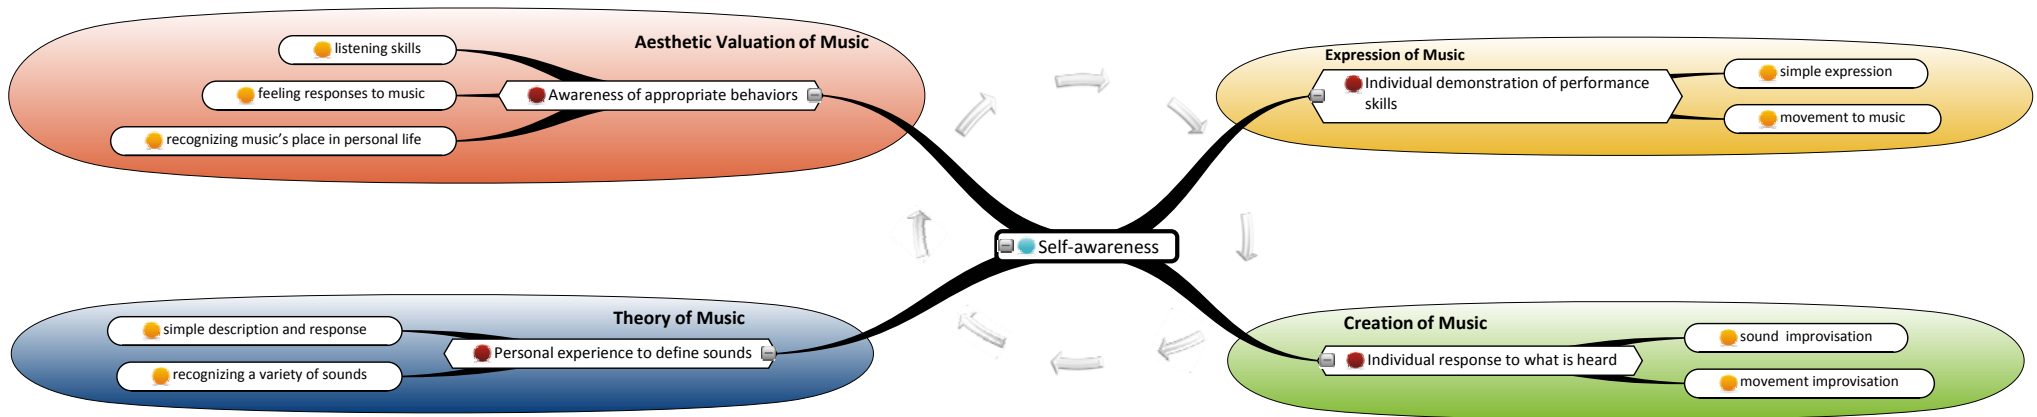 Aesthetic Valuation of Music
listening skills
feeling responses to music
recognizing music's place in personal life
Awareness of appropriate behaviors
Expression of Music
Individual demonstration of performance
skills
simple expression
movement to music
Self-awareness
Theory of Music
simple description and response
recognizing a variety of sounds
Personal experience to define sounds
Creation of Music
Individual response to what is heard
sound  improvisation
movement improvisation